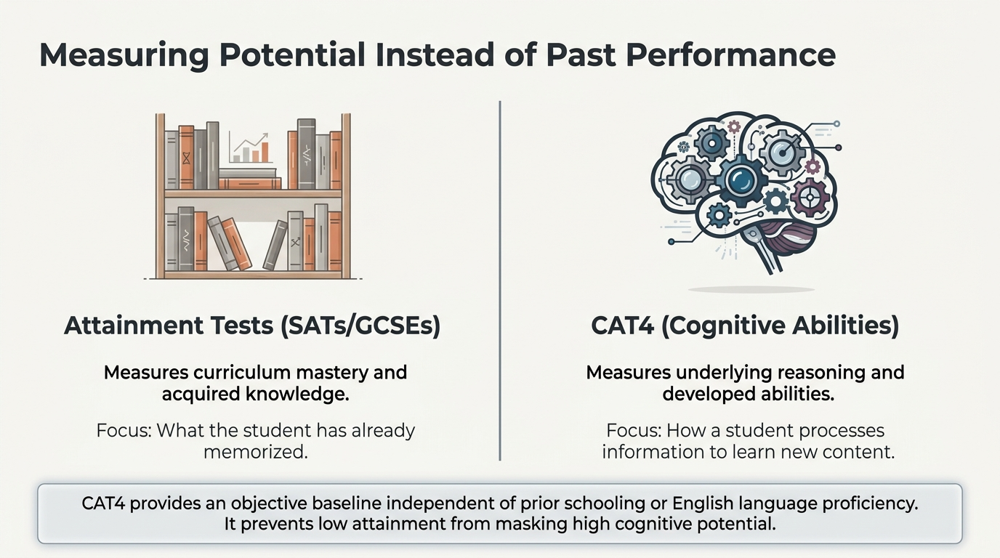 Measuring Potential Instead of Past Performance
Attainment Tests (SATs/GCSEs)
Measures curriculum mastery and
acquired knowledge.
Focus: What the student has already
memorized.
CAT4 (Cognitive Abilities)
Measures underlying reasoning and
developed abilities.
Focus: How a student processes
information to learn new content.
CAT4 provides an objective baseline independent of prior schooling or English language proficiency.
It prevents low attainment from masking high cognitive potential.